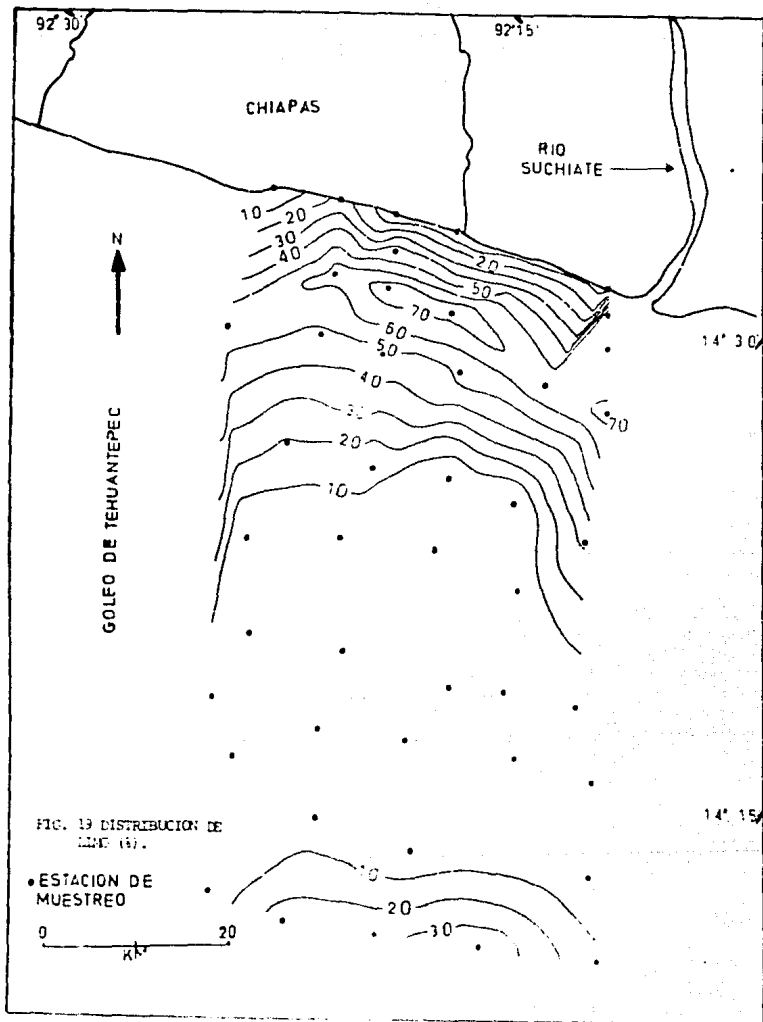 92° 30'
92° 15'
CHIAPAS
RIO
SUCHIATE
10
20
30
40
20
50
N
70
60
50
14° 30'
40
70
30
20
10
GOLFO DE TEHUANTEPEC
14° 15'
FIG. 19 DISTRIBUCION DE
ESTACION DE
MUESTREO
10
20
30
0
20
KM